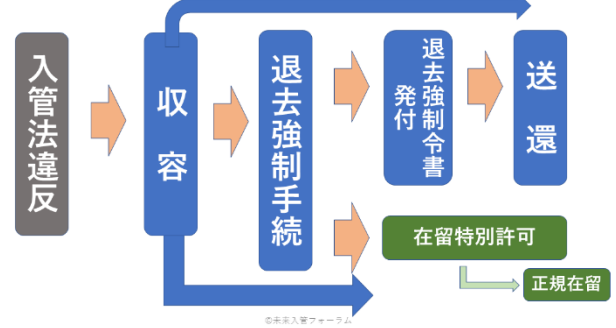 入管法違反
収容
退去強制手続
退去強制令書
発付
送還
在留特別許可
正規在留
©未来入管フォーラム